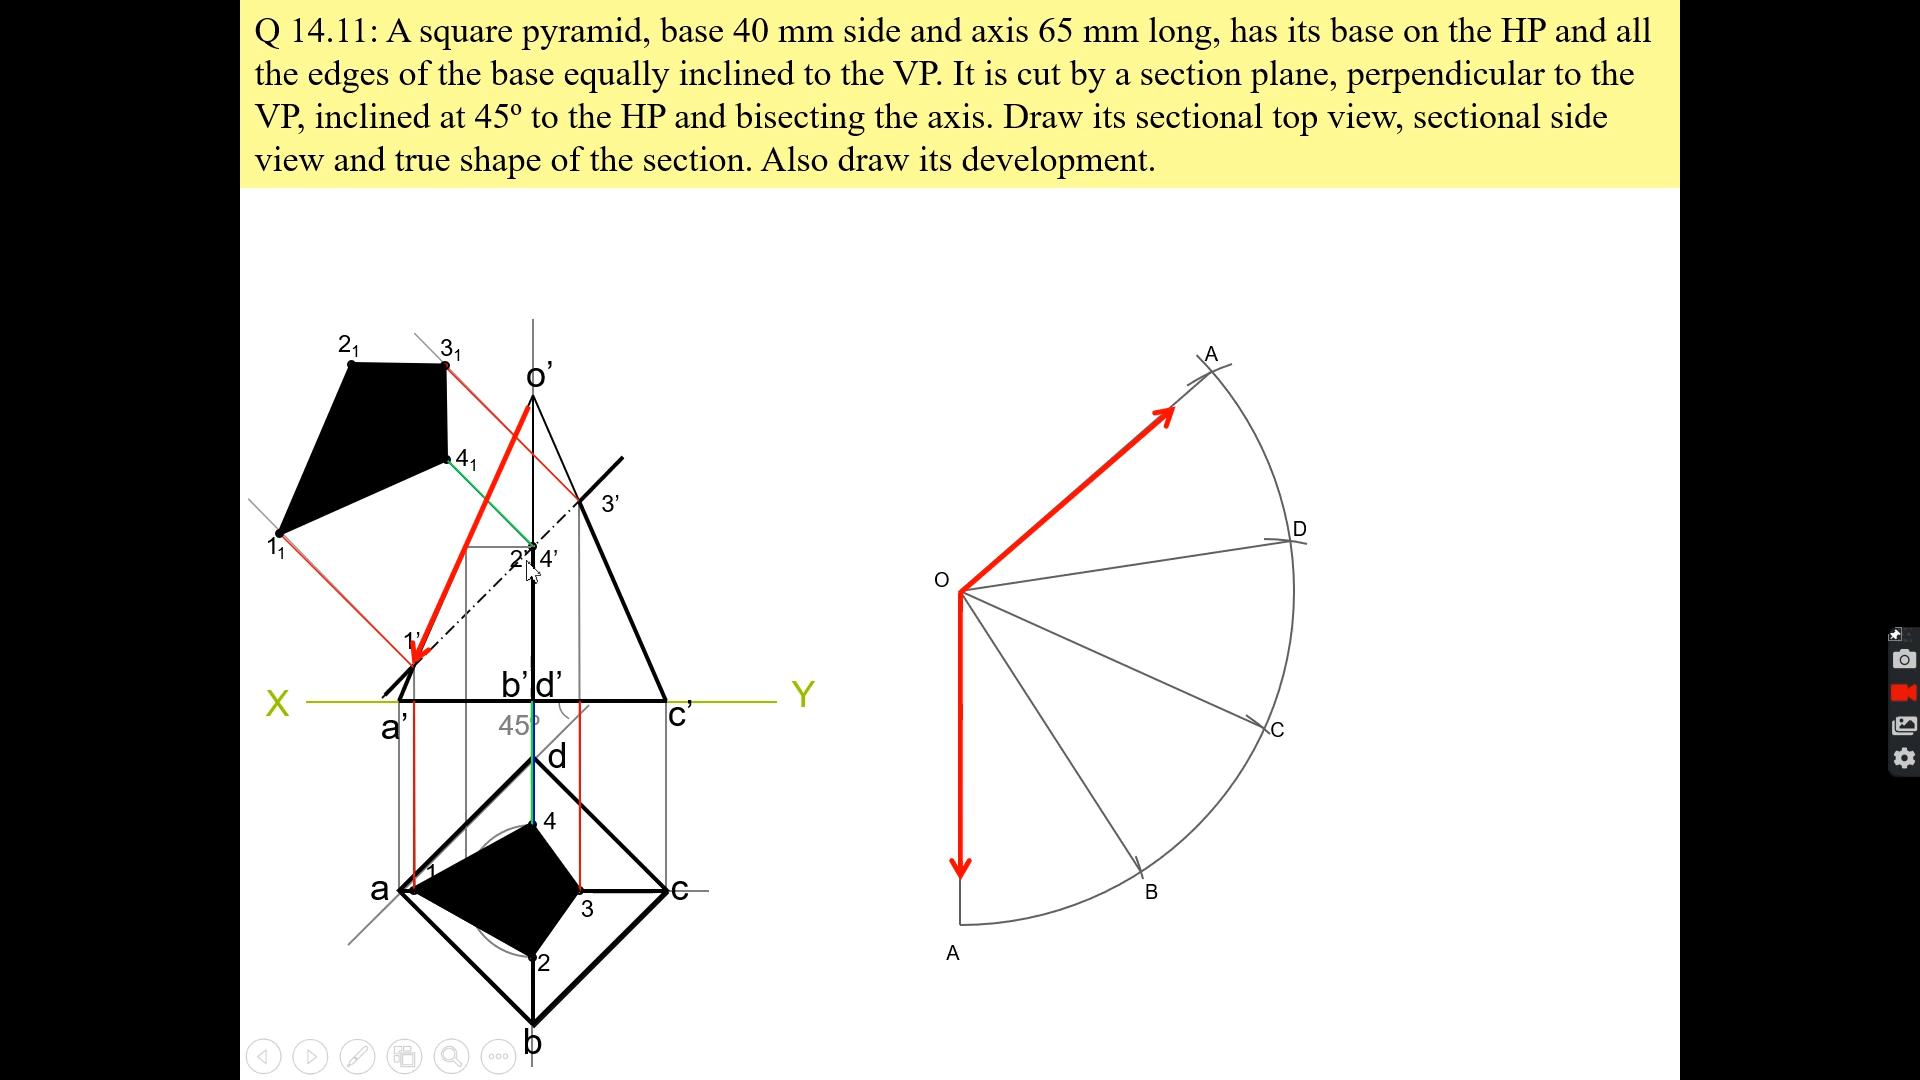 Q 14.11: A square pyramid, base 40 mm side and axis 65 mm long, has its base on the HP and all
the edges of the base equally inclined to the VP. It is cut by a section plane, perpendicular to the
VP, inclined at 45º to the HP and bisecting the axis. Draw its sectional top view, sectional side
view and true shape of the section. Also draw its development.
2₁
3₁
o'
4₁
3'
1₁
2' 4'
1'
X
b' d'
Y
a'
45º
c'
d
4
1
a
c
3
2
b
A
D
O
C
B
A